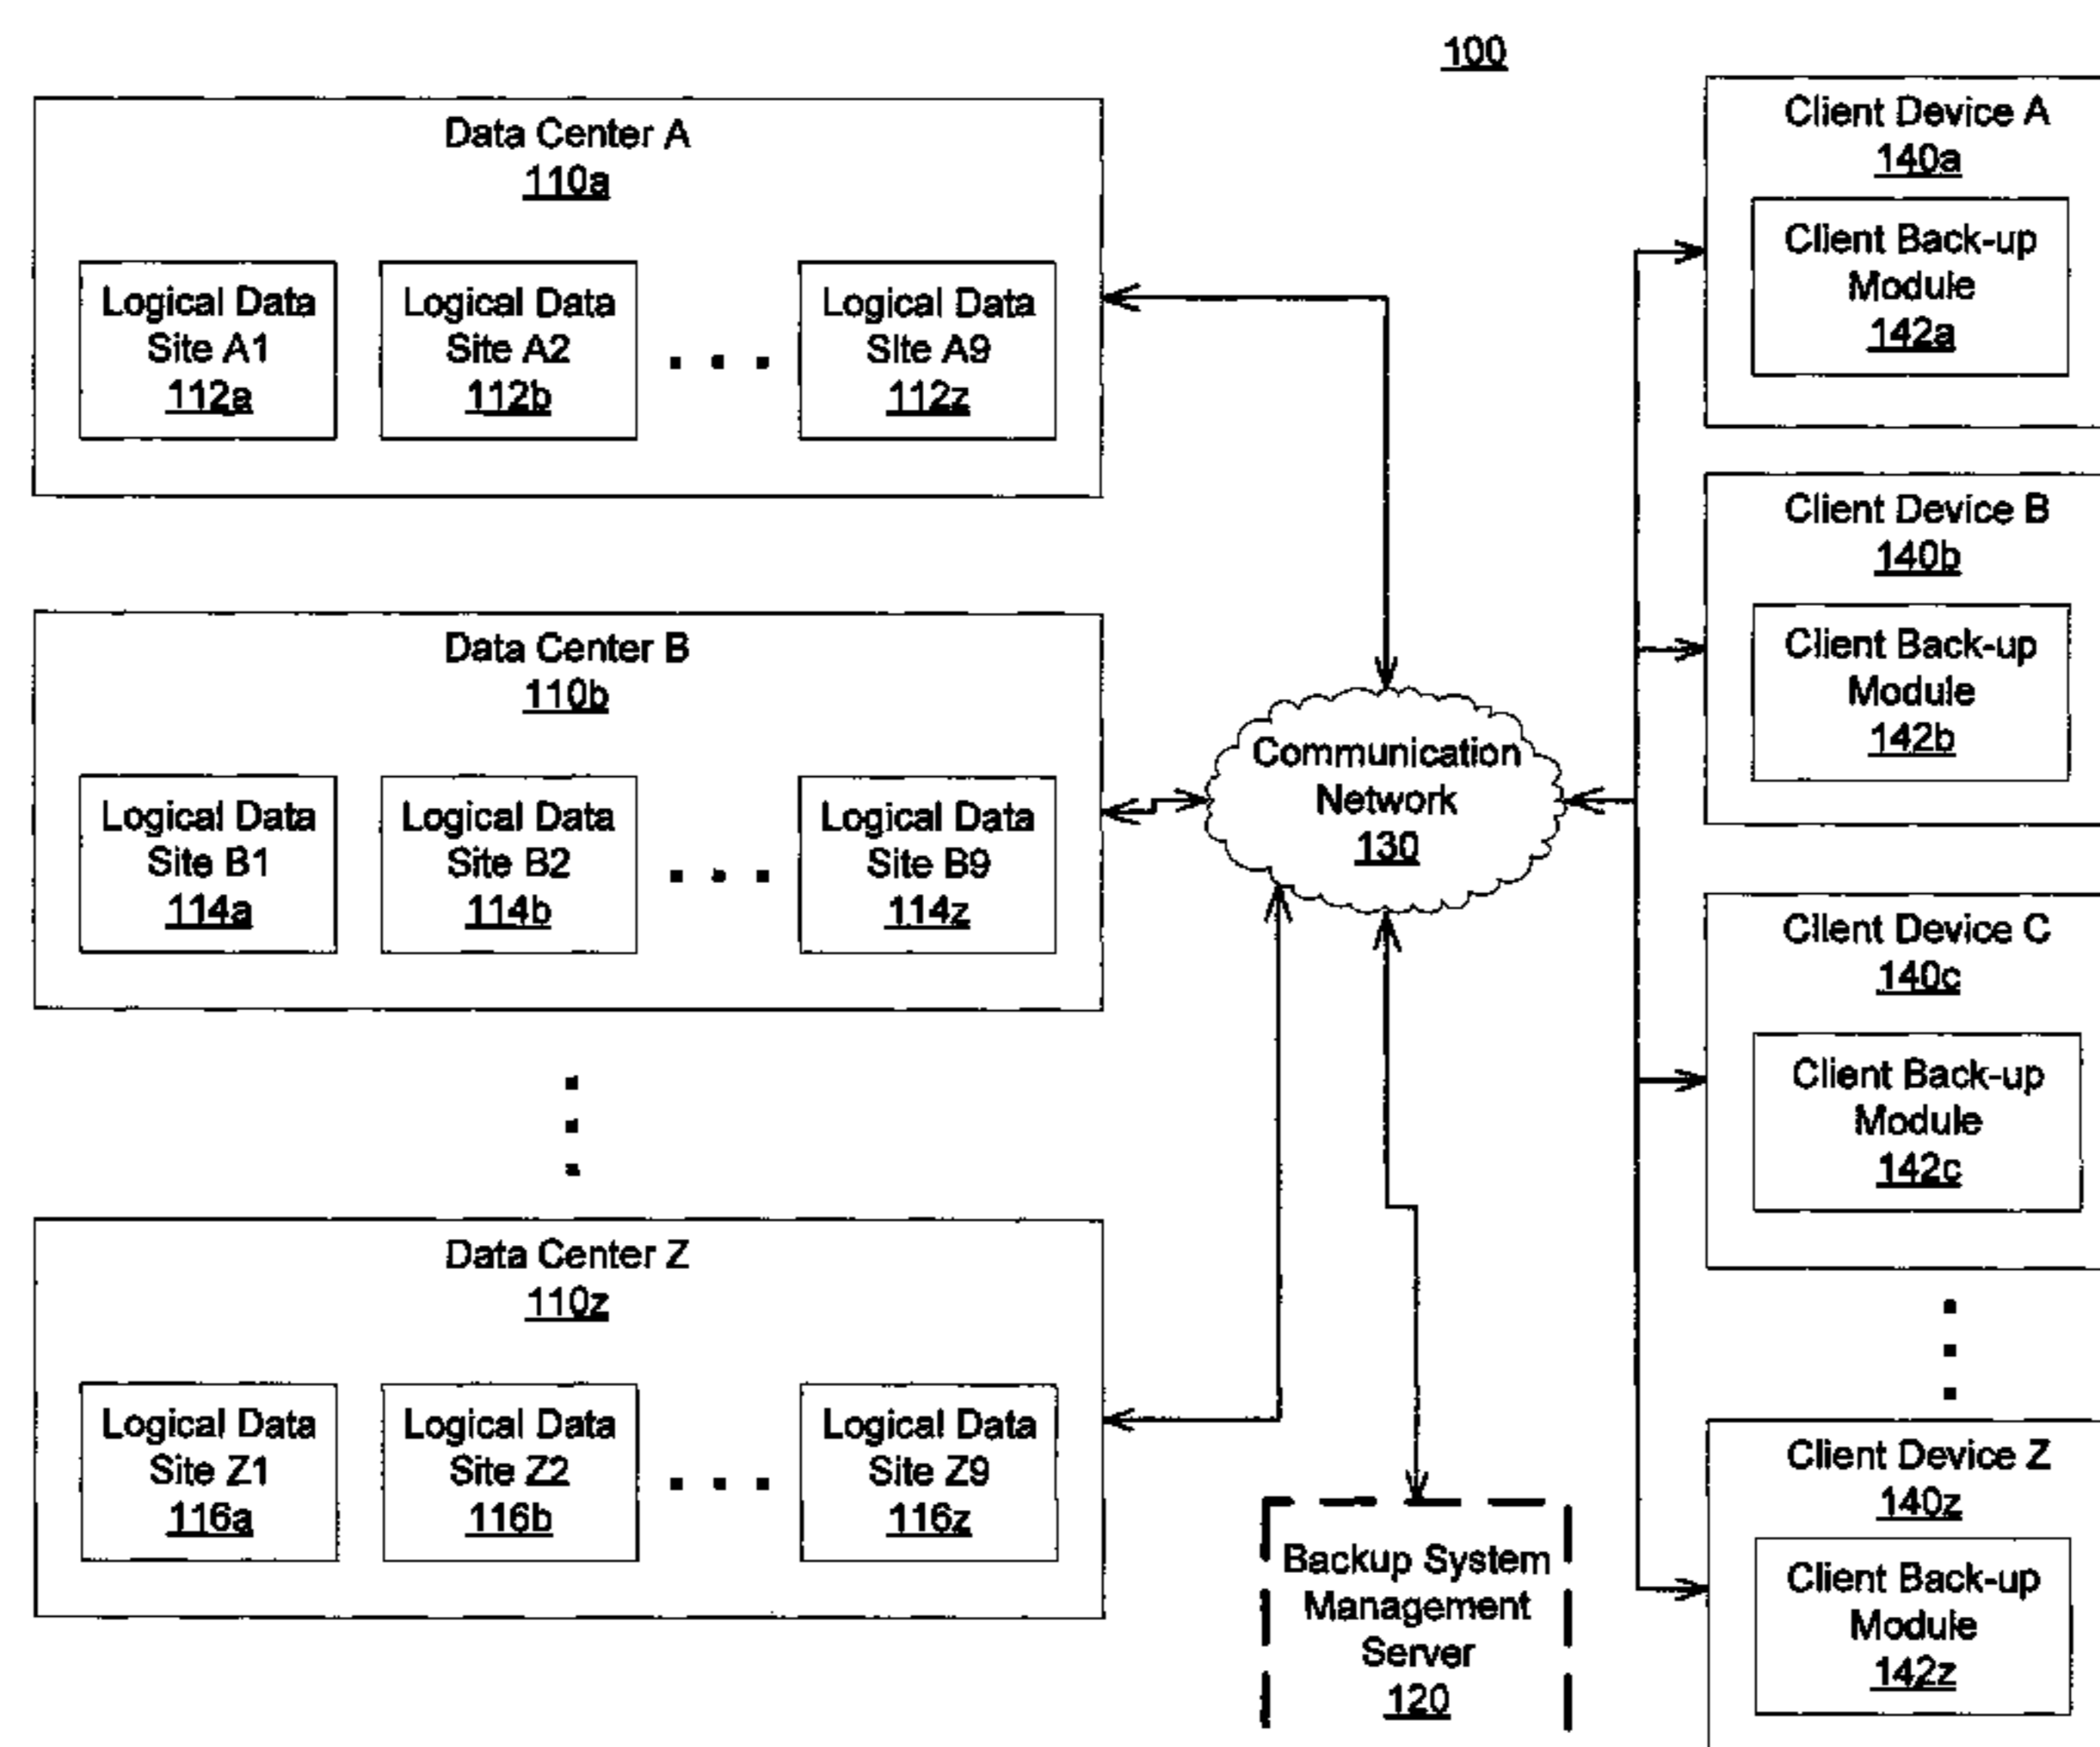 100
Data Center A
110a
Logical Data
Site A1
112a
Logical Data
Site A2
112b
Logical Data
Site A9
112z
Data Center B
110b
Logical Data
Site B1
114a
Logical Data
Site B2
114b
Logical Data
Site B9
114z
Data Center Z
110z
Logical Data
Site Z1
116a
Logical Data
Site Z2
116b
Logical Data
Site Z9
116z
Communication
Network
130
Backup System
Management
Server
120
Client Device A
140a
Client Back-up
Module
142a
Client Device B
140b
Client Back-up
Module
142b
Client Device C
140c
Client Back-up
Module
142c
Client Device Z
140z
Client Back-up
Module
142z